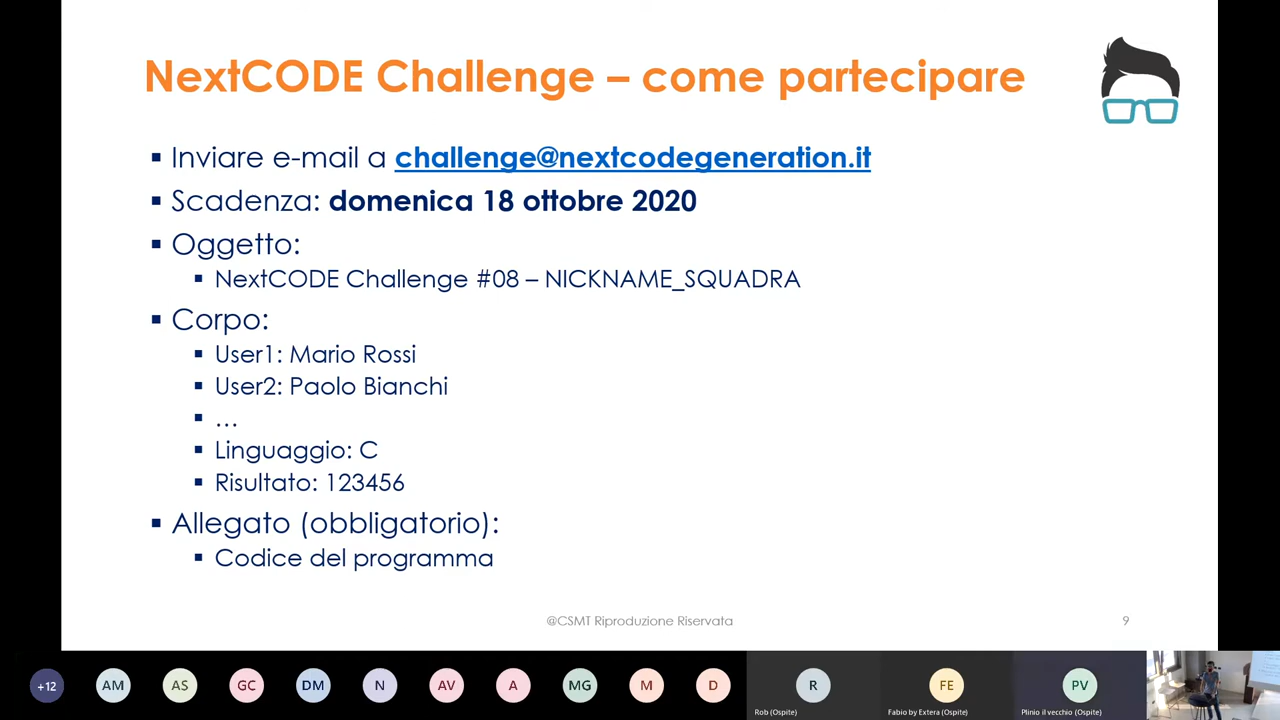 NextCODE Challenge – come partecipare
Inviare e-mail a challenge@nextcodegeneration.it
Scadenza: domenica 18 ottobre 2020
Oggetto:
NextCODE Challenge #08 – NICKNAME_SQUADRA
Corpo:
User1: Mario Rossi
User2: Paolo Bianchi
…
Linguaggio: C
Risultato: 123456
Allegato (obbligatorio):
Codice del programma
@CSMT Riproduzione Riservata
9
+12 AM AS GC DM N AV A MG M D R FE PV
Rob (Ospite) Fabio by Extera (Ospite) Plinio il vecchio (Ospite)